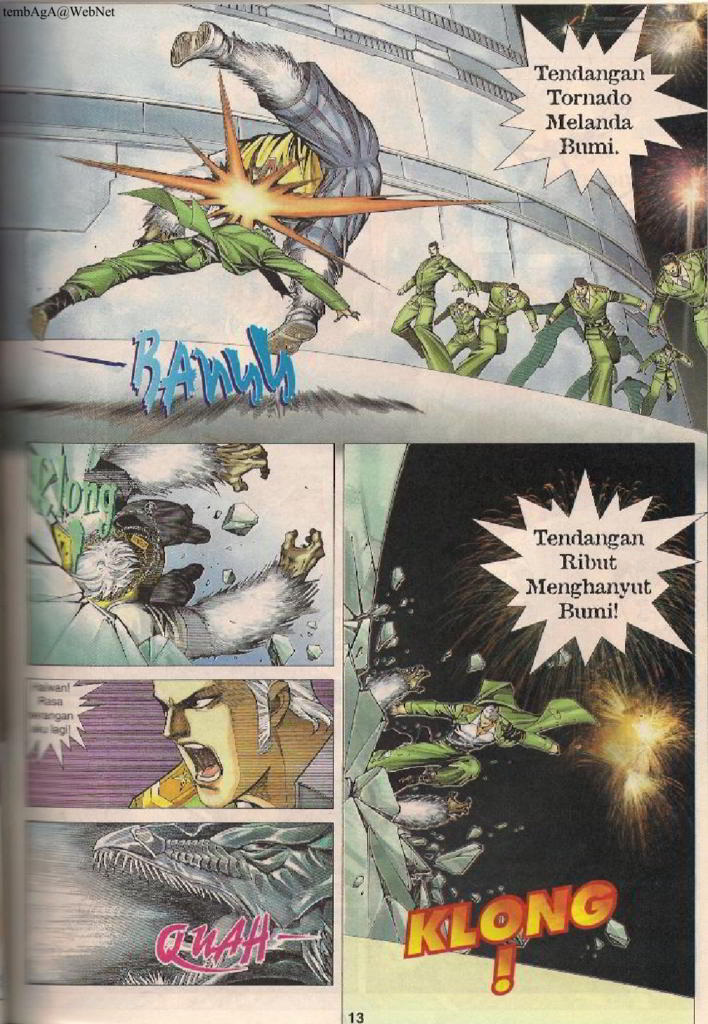 tembAgA@WebNet
Tendangan
Tornado
Melanda
Bumi.
BAWWW
Klong
Tendangan
Ribut
Menghanyut
Bumi!
Haiwan!
Rasa
serangan
aku lagi!
QUAH
KLONG
!
13